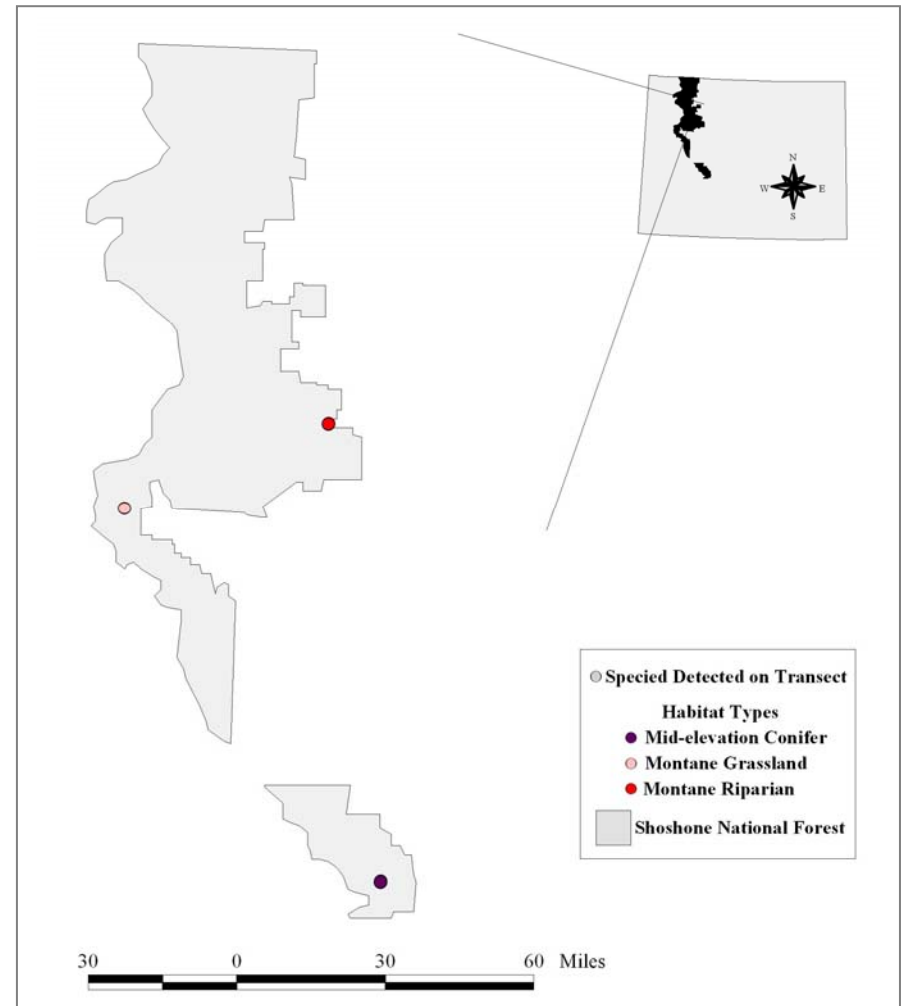 N
W E
S
Specied Detected on Transect
Habitat Types
Mid-elevation Conifer
Montane Grassland
Montane Riparian
Shoshone National Forest
30 0 30 60 Miles